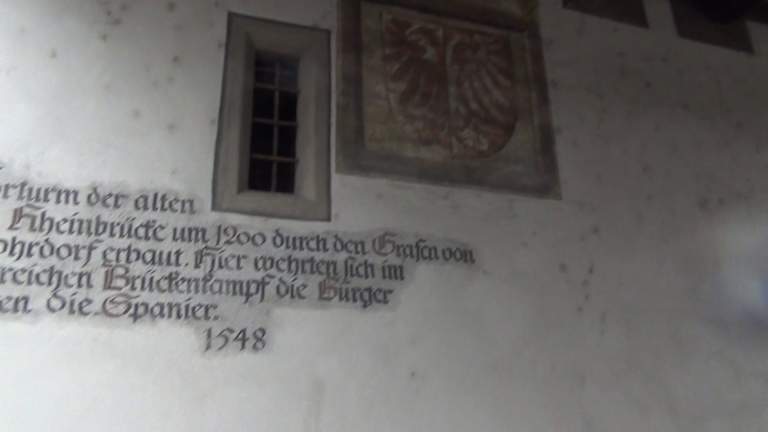 rturm der alten
Rheinbrücke um 1200 durch den Grafen von
ohrdorf erbaut. Hier wehrten sich im
reichen Brückenkampf die Bürger
en die Spanier.
1548